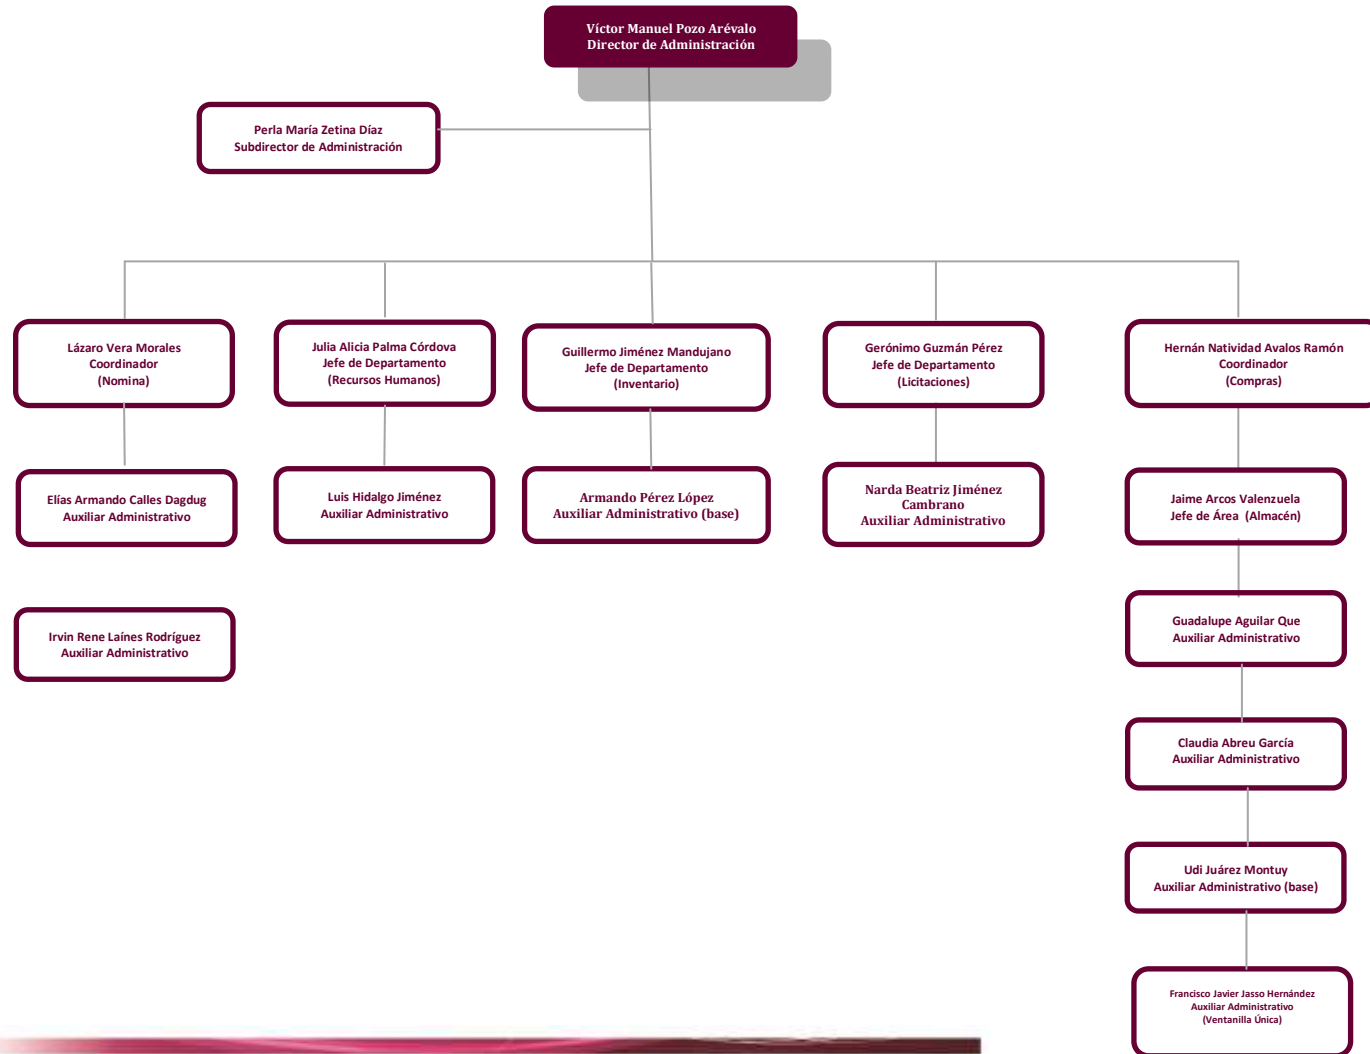 Víctor Manuel Pozo Arévalo
Director de Administración
Perla María Zetina Díaz
Subdirector de Administración
Lázaro Vera Morales
Coordinador
(Nomina)
Julia Alicia Palma Córdova
Jefe de Departamento
(Recursos Humanos)
Guillermo Jiménez Mandujano
Jefe de Departamento
(Inventario)
Gerónimo Guzmán Pérez
Jefe de Departamento
(Licitaciones)
Hernán Natividad Avalos Ramón
Coordinador
(Compras)
Elías Armando Calles Dagdug
Auxiliar Administrativo
Luis Hidalgo Jiménez
Auxiliar Administrativo
Armando Pérez López
Auxiliar Administrativo (base)
Narda Beatriz Jiménez
Cambrano
Auxiliar Administrativo
Jaime Arcos Valenzuela
Jefe de Área  (Almacén)
Irvin Rene Laínes Rodríguez
Auxiliar Administrativo
Guadalupe Aguilar Que
Auxiliar Administrativo
Claudia Abreu García
Auxiliar Administrativo
Udi Juárez Montuy
Auxiliar Administrativo (base)
Francisco Javier Jasso Hernández
Auxiliar Administrativo
(Ventanilla Única)